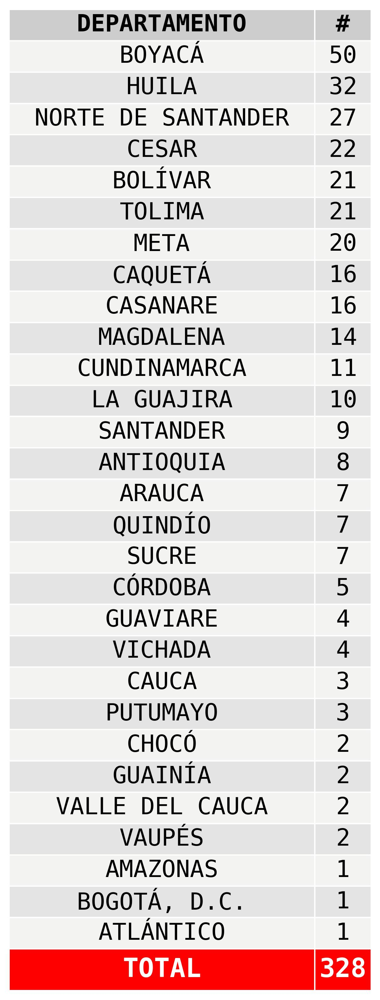 DEPARTAMENTO #
BOYACÁ 50
HUILA 32
NORTE DE SANTANDER 27
CESAR 22
BOLÍVAR 21
TOLIMA 21
META 20
CAQUETÁ 16
CASANARE 16
MAGDALENA 14
CUNDINAMARCA 11
LA GUAJIRA 10
SANTANDER 9
ANTIOQUIA 8
ARAUCA 7
QUINDÍO 7
SUCRE 7
CÓRDOBA 5
GUAVIARE 4
VICHADA 4
CAUCA 3
PUTUMAYO 3
CHOCÓ 2
GUAINÍA 2
VALLE DEL CAUCA 2
VAUPÉS 2
AMAZONAS 1
BOGOTÁ, D.C. 1
ATLÁNTICO 1
TOTAL 328